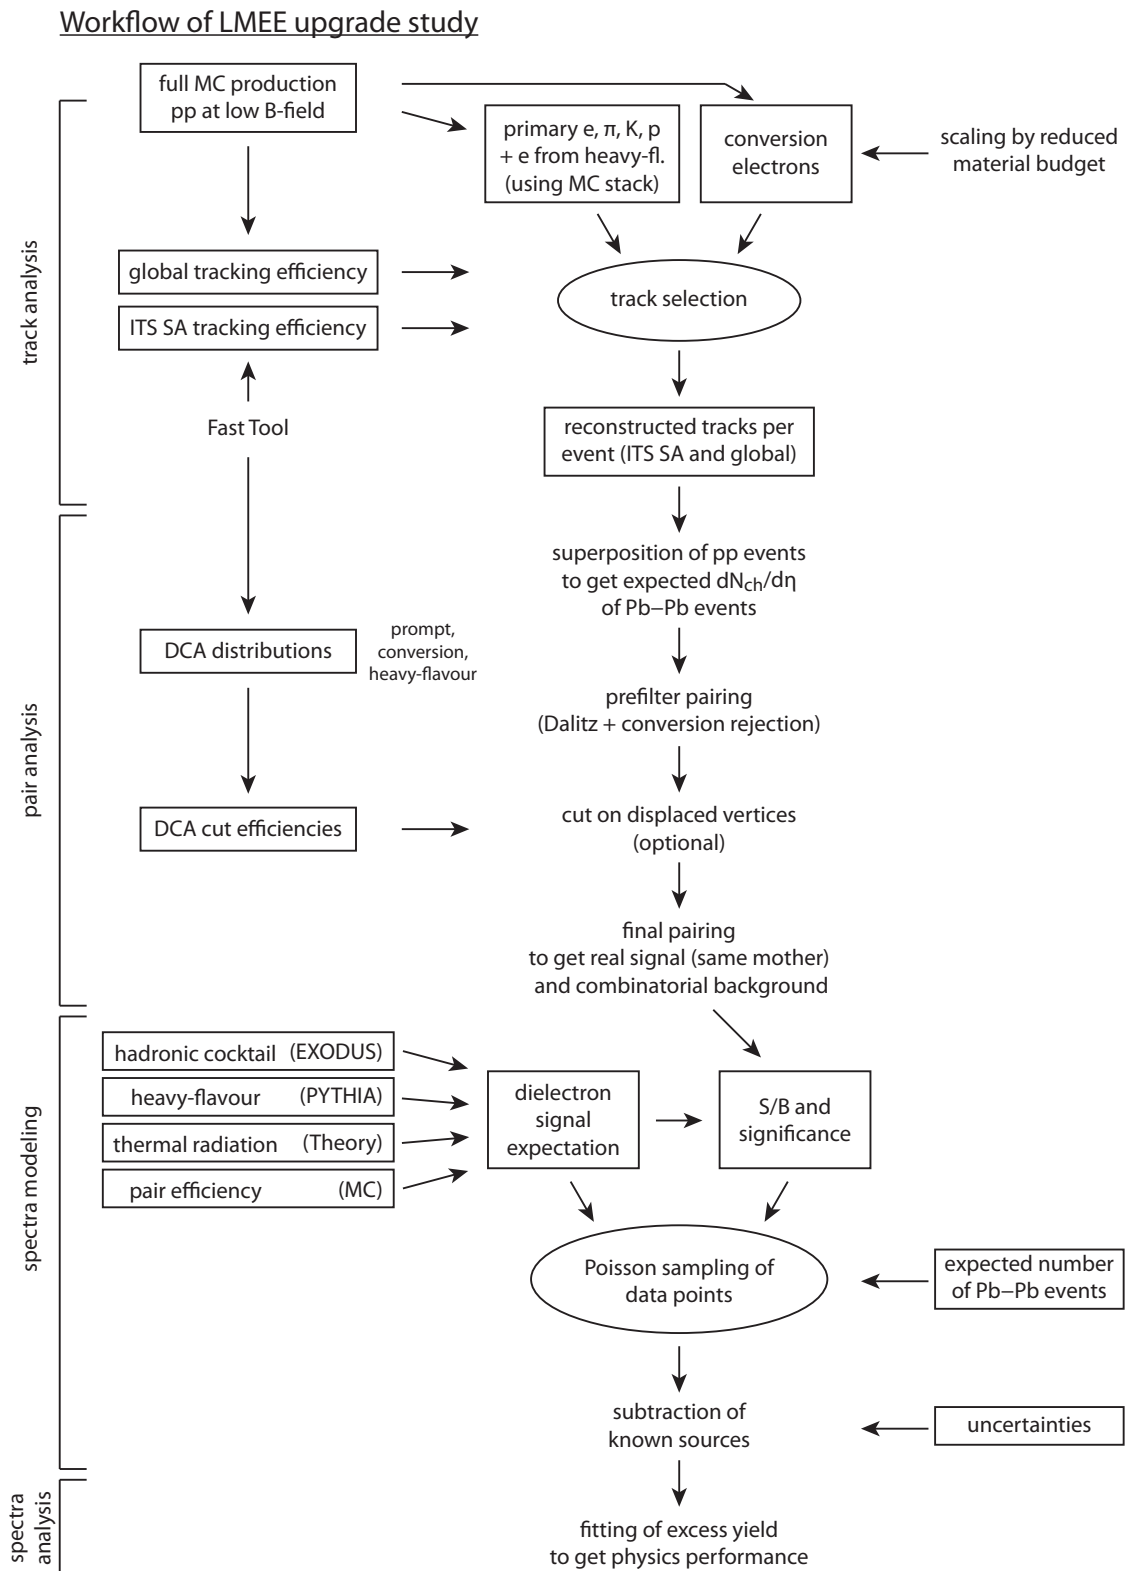 Workflow of LMEE upgrade study
full MC production
pp at low B-field
primary e, π, K, p
+ e from heavy-fl.
(using MC stack)
conversion
electrons
scaling by reduced
material budget
track analysis
global tracking efficiency
ITS SA tracking efficiency
track selection
Fast Tool
reconstructed tracks per
event (ITS SA and global)
pair analysis
superposition of pp events
to get expected dNch/dη
of Pb–Pb events
DCA distributions
prompt,
conversion,
heavy-flavour
prefilter pairing
(Dalitz + conversion rejection)
DCA cut efficiencies
cut on displaced vertices
(optional)
final pairing
to get real signal (same mother)
and combinatorial background
spectra modeling
hadronic cocktail (EXODUS)
heavy-flavour (PYTHIA)
thermal radiation (Theory)
pair efficiency (MC)
dielectron
signal
expectation
S/B and
significance
Poisson sampling of
data points
expected number
of Pb–Pb events
subtraction of
known sources
uncertainties
spectra
analysis
fitting of excess yield
to get physics performance